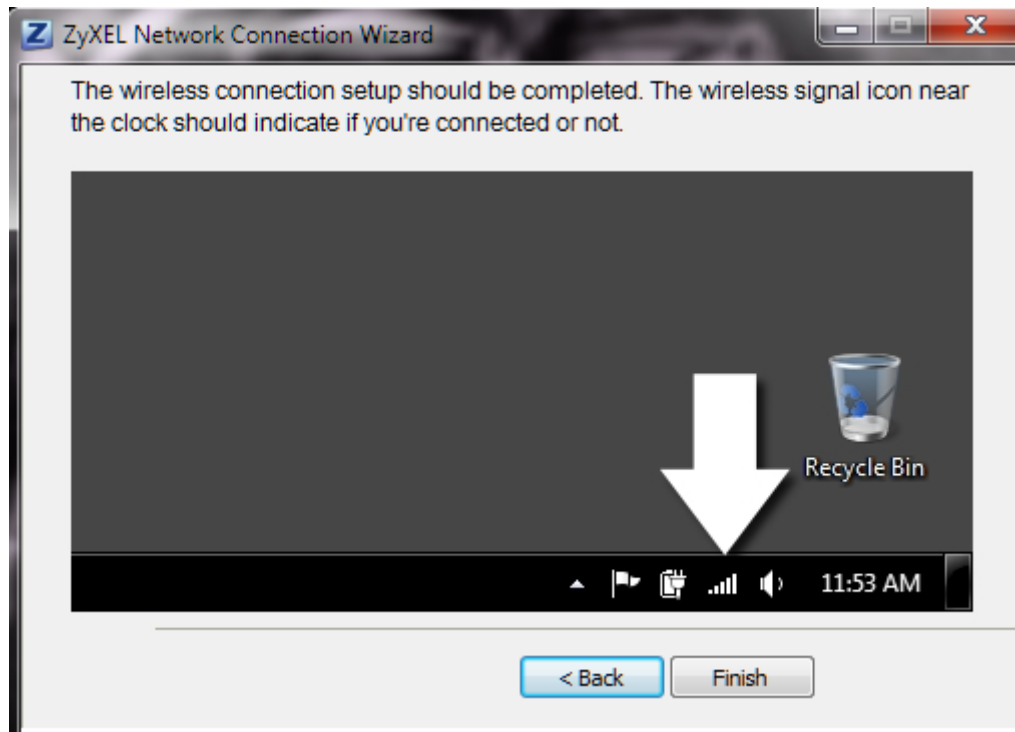 ZyXEL Network Connection Wizard
The wireless connection setup should be completed. The wireless signal icon near
the clock should indicate if you're connected or not.
Recycle Bin
11:53 AM
< Back Finish